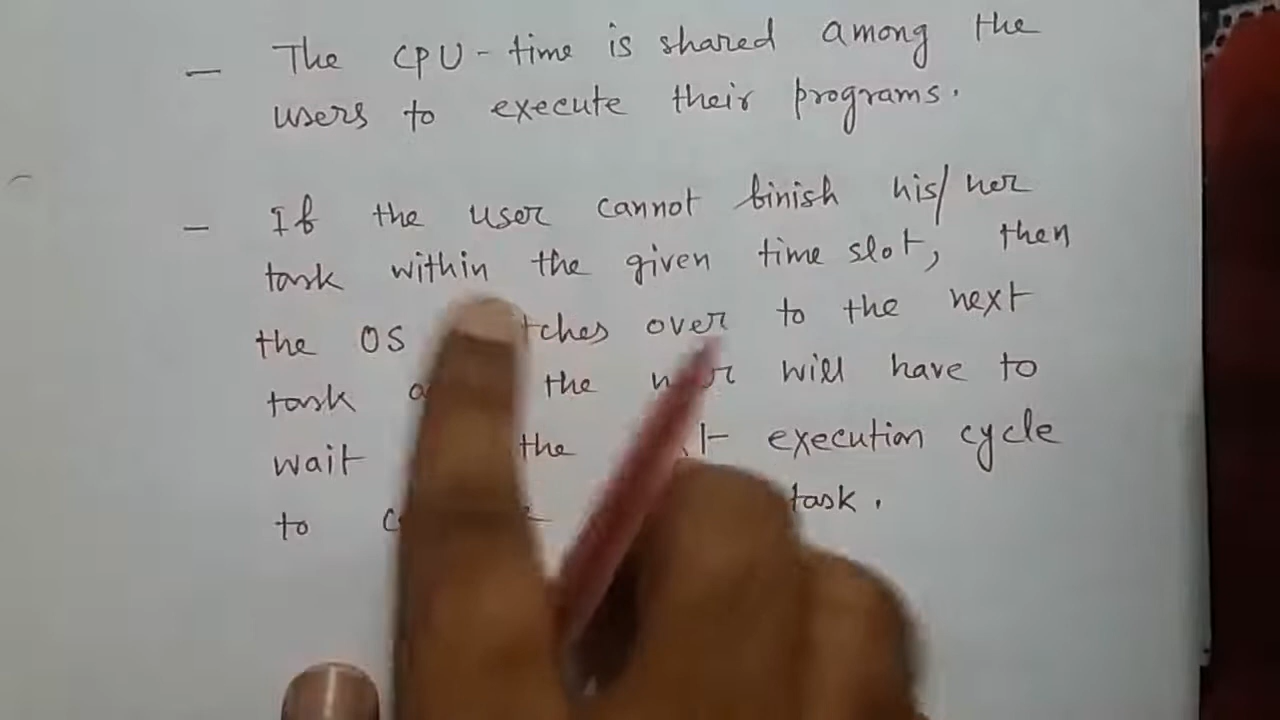 – The CPU-time is shared among the
users to execute their programs.
– If the user cannot finish his/her
task within the given time slot, then
the OS over to the next
task the will have to
wait the execution cycle
to task.